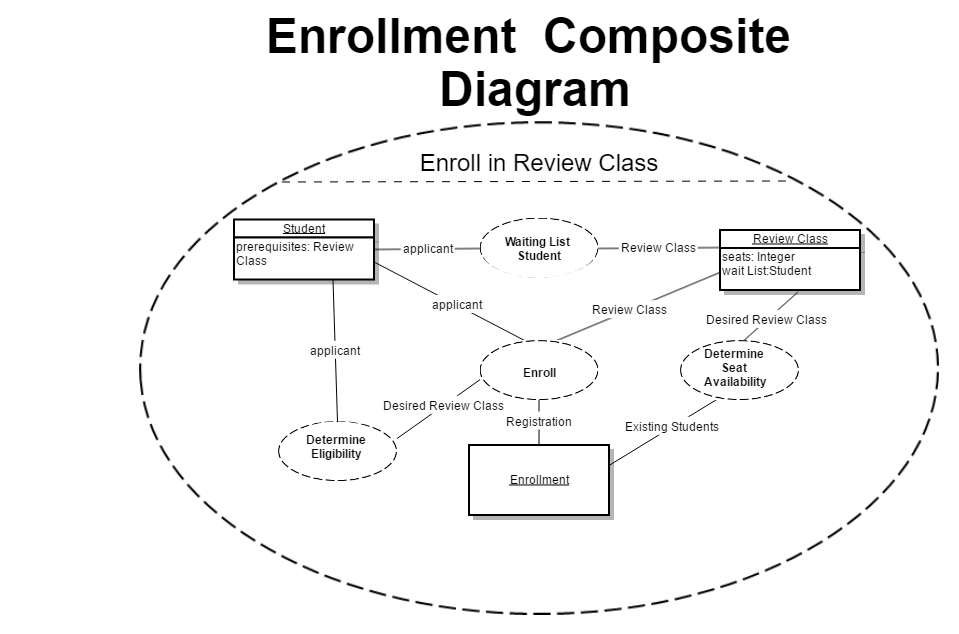 Enrollment Composite
Diagram
Enroll in Review Class
Student
prerequisites: Review
Class
applicant
Waiting List
Student
Review Class
Review Class
seats: Integer
wait List:Student
applicant
Review Class
Desired Review Class
applicant
Enroll
Determine
Seat
Availability
Desired Review Class
Registration
Existing Students
Determine
Eligibility
Enrollment